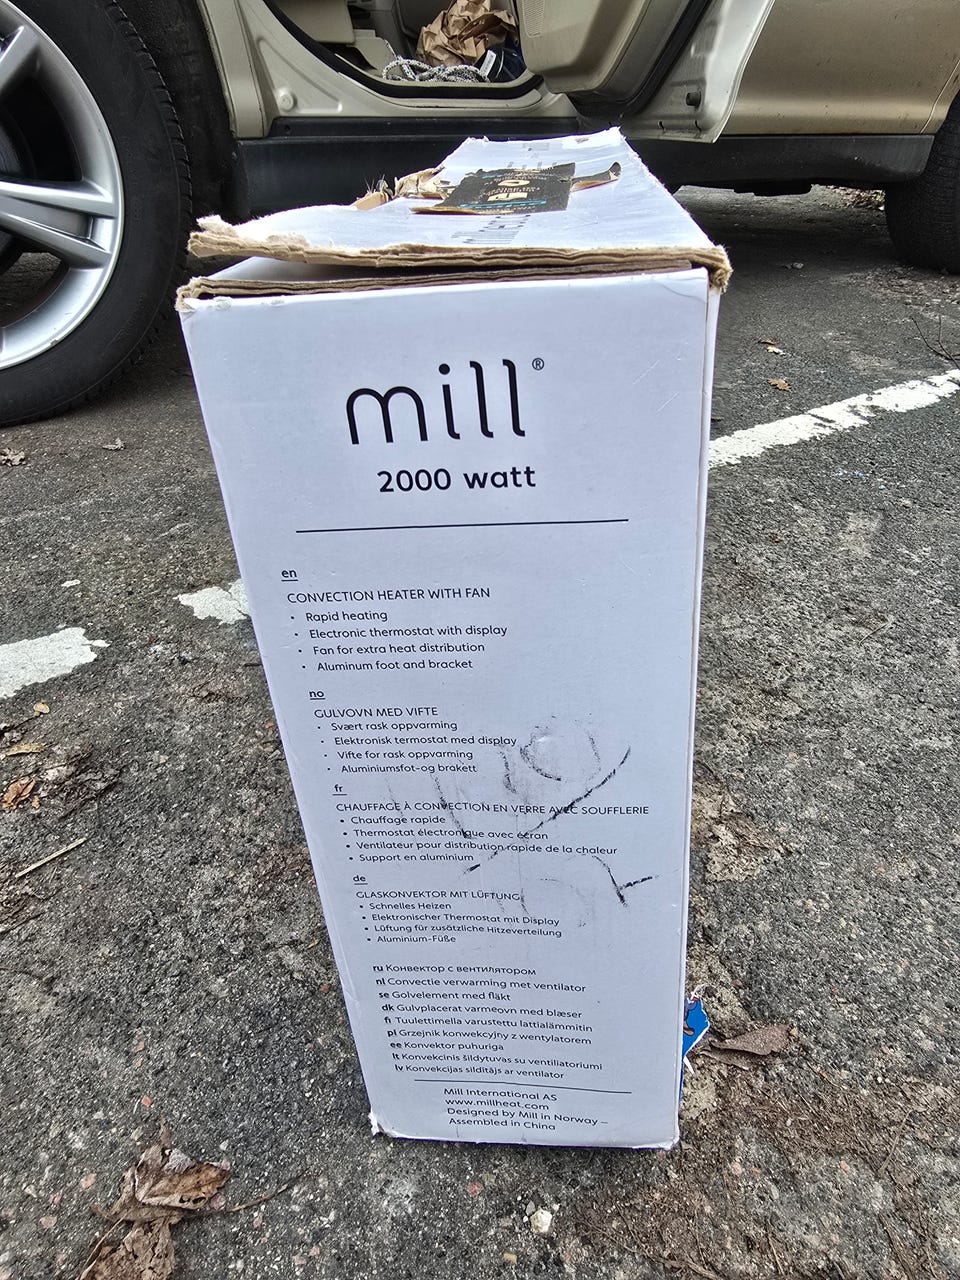 mill®
2000 watt
en
CONVECTION HEATER WITH FAN
• Rapid heating
• Electronic thermostat with display
• Fan for extra heat distribution
• Aluminum foot and bracket
no
GULVOVN MED VIFTE
• Svært rask oppvarming
• Elektronisk termostat med display
• Vifte for rask oppvarming
• Aluminiumsfot-og brakett
fr
CHAUFFAGE À CONVECTION EN VERRE AVEC SOUFFLERIE
• Chauffage rapide
• Thermostat électronique avec écran
• Ventilateur pour distribution rapide de la chaleur
• Support en aluminium
de
GLASKONVEKTOR MIT LÜFTUNG
• Schnelles Heizen
• Elektronischer Thermostat mit Display
• Lüftung für zusätzliche Hitzeverteilung
• Aluminium-Füße
ru Конвектор с вентилятором
nl Convectie verwarming met ventilator
se Golvelement med fläkt
dk Gulvplacerat varmeovn med blæser
fi Tuulettimella varustettu lattialämmitin
pl Grzejnik konwekcyjny z wentylatorem
ee Konvektor puhuriga
lt Konvekcinis šildytuvas su ventiliatoriumi
lv Konvekcijas sildītājs ar ventilator
Mill International AS
www.millheat.com
Designed by Mill in Norway –
Assembled in China